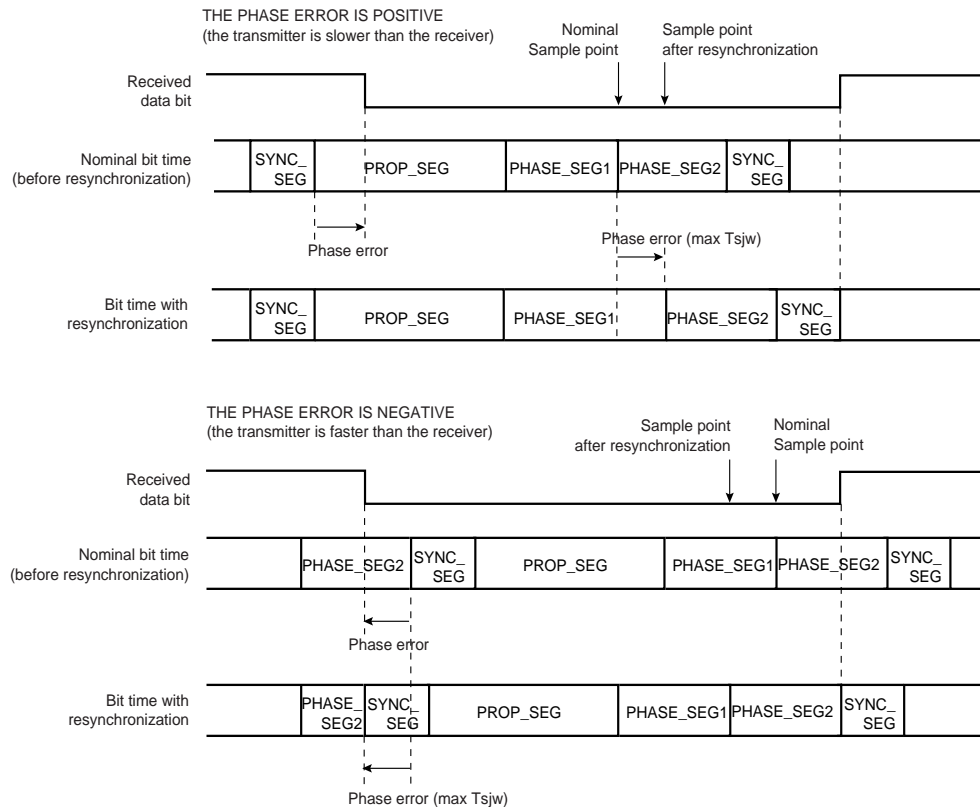 THE PHASE ERROR IS POSITIVE
(the transmitter is slower than the receiver)
Nominal
Sample point
Sample point
after resynchronization
Received
data bit
Nominal bit time
(before resynchronization)
SYNC_
SEG
PROP_SEG
PHASE_SEG1
PHASE_SEG2
SYNC_
SEG
Phase error
Phase error (max Tsjw)
Bit time with
resynchronization
SYNC_
SEG
PROP_SEG
PHASE_SEG1
PHASE_SEG2
SYNC_
SEG
THE PHASE ERROR IS NEGATIVE
(the transmitter is faster than the receiver)
Sample point
after resynchronization
Nominal
Sample point
Received
data bit
Nominal bit time
(before resynchronization)
PHASE_SEG2
SYNC_
SEG
PROP_SEG
PHASE_SEG1
PHASE_SEG2
SYNC_
SEG
Phase error
Bit time with
resynchronization
PHASE_
SEG2
SYNC_
SEG
PROP_SEG
PHASE_SEG1
PHASE_SEG2
SYNC_
SEG
Phase error (max Tsjw)